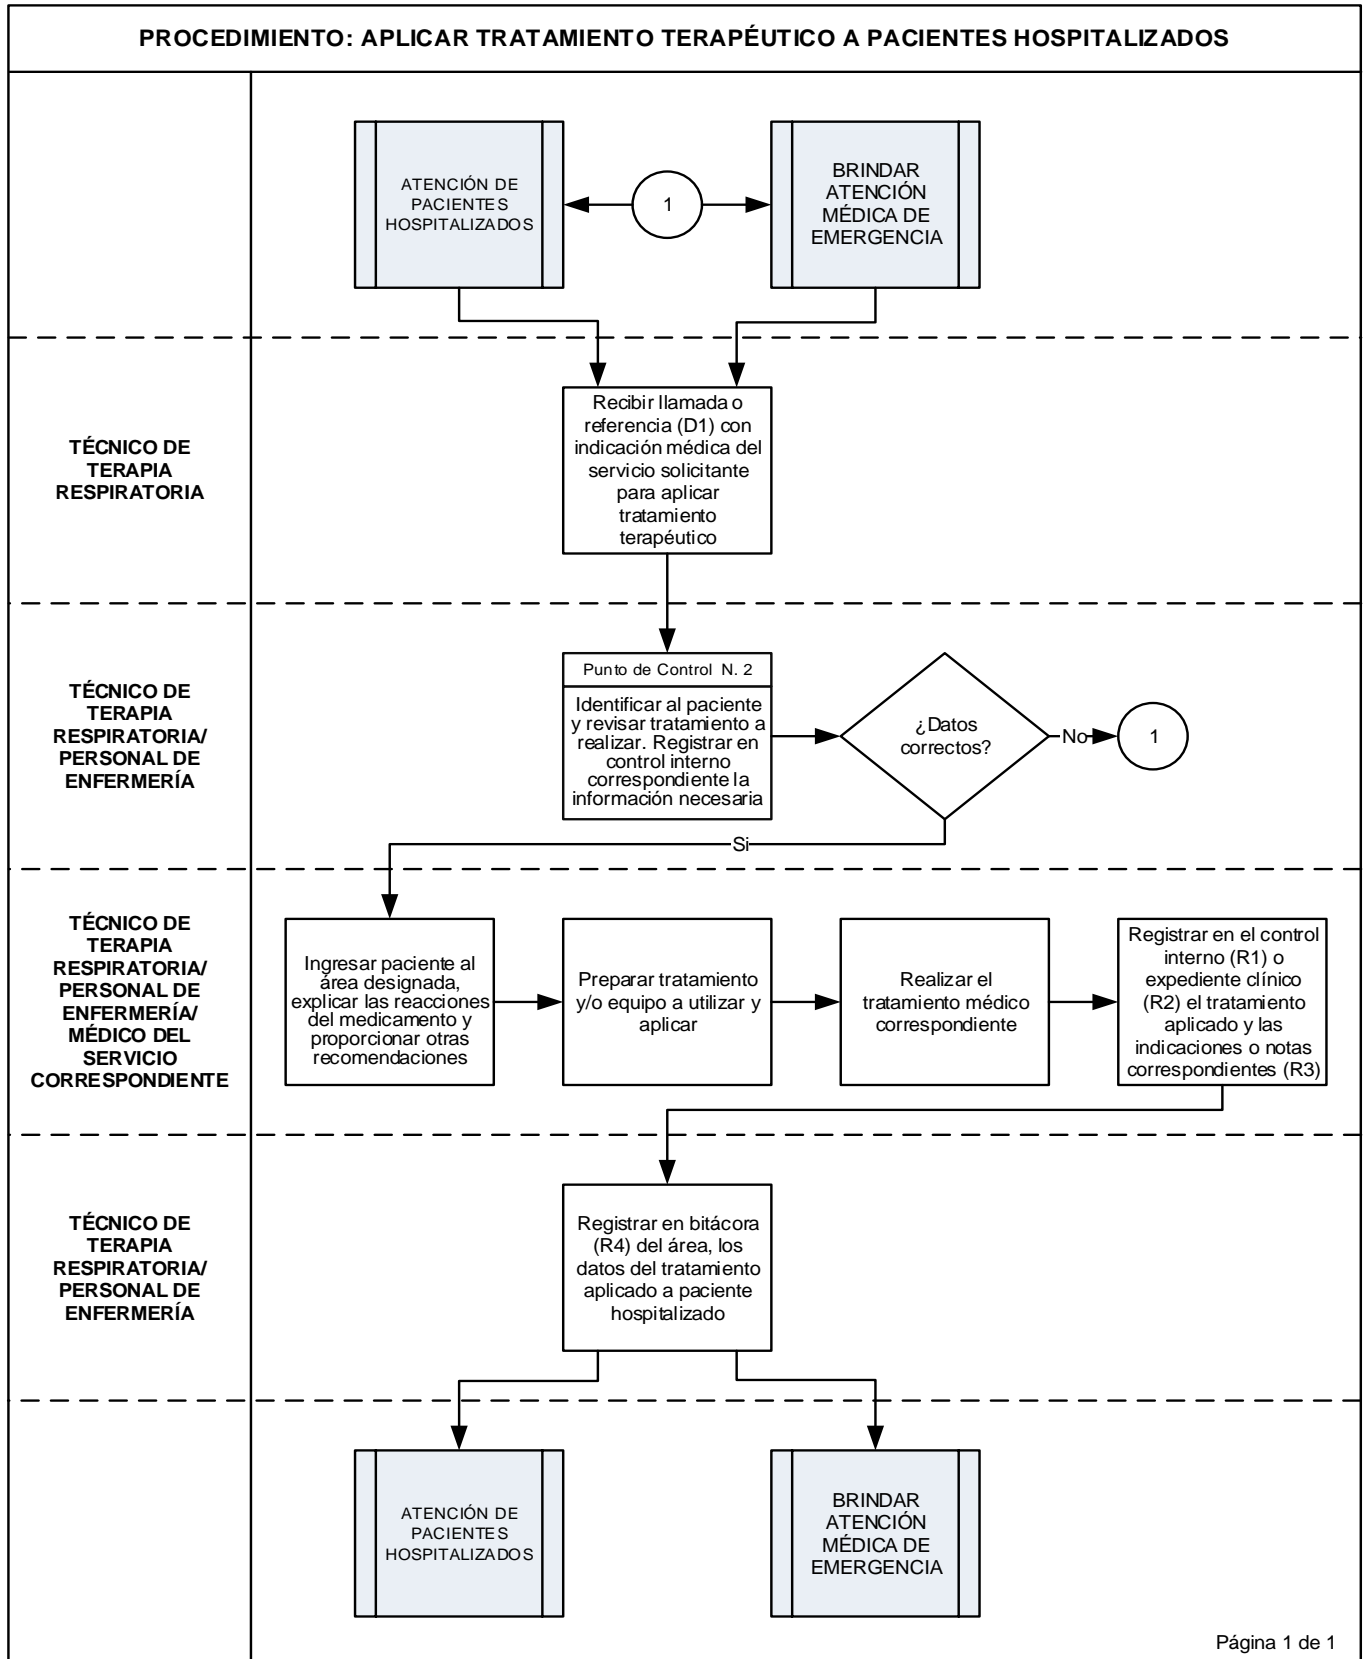 PROCEDIMIENTO: APLICAR TRATAMIENTO TERAPÉUTICO A PACIENTES HOSPITALIZADOS
ATENCIÓN DE
PACIENTES
HOSPITALIZADOS
1
BRINDAR
ATENCIÓN
MÉDICA DE
EMERGENCIA
TÉCNICO DE
TERAPIA
RESPIRATORIA
Recibir llamada o
referencia (D1) con
indicación médica del
servicio solicitante
para aplicar
tratamiento
terapéutico
TÉCNICO DE
TERAPIA
RESPIRATORIA/
PERSONAL DE
ENFERMERÍA
Punto de Control N. 2
Identificar al paciente
y revisar tratamiento a
realizar. Registrar en
control interno
correspondiente la
información necesaria
¿Datos
correctos?
No
1
Si
TÉCNICO DE
TERAPIA
RESPIRATORIA/
PERSONAL DE
ENFERMERÍA/
MÉDICO DEL
SERVICIO
CORRESPONDIENTE
Ingresar paciente al
área designada,
explicar las reacciones
del medicamento y
proporcionar otras
recomendaciones
Preparar tratamiento
y/o equipo a utilizar y
aplicar
Realizar el
tratamiento médico
correspondiente
Registrar en el control
interno (R1) o
expediente clínico
(R2) el tratamiento
aplicado y las
indicaciones o notas
correspondientes (R3)
TÉCNICO DE
TERAPIA
RESPIRATORIA/
PERSONAL DE
ENFERMERÍA
Registrar en bitácora
(R4) del área, los
datos del tratamiento
aplicado a paciente
hospitalizado
ATENCIÓN DE
PACIENTES
HOSPITALIZADOS
BRINDAR
ATENCIÓN
MÉDICA DE
EMERGENCIA
Página 1 de 1